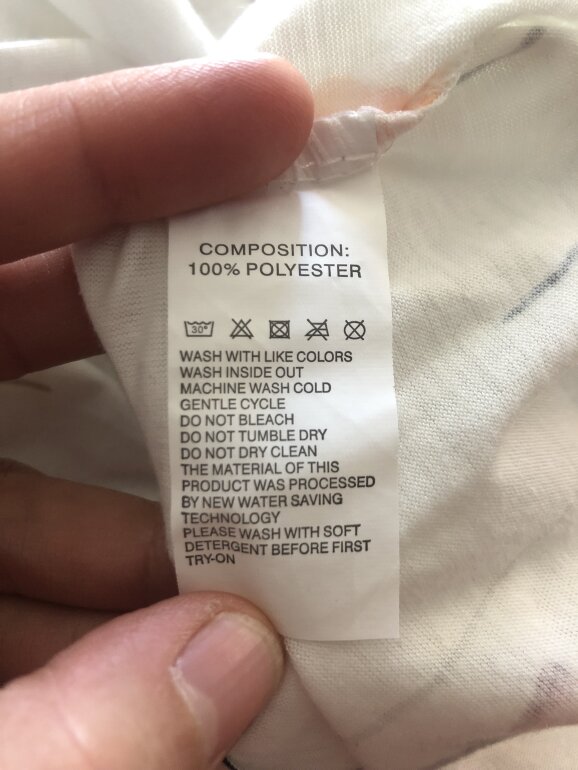 COMPOSITION:
100% POLYESTER
30°
WASH WITH LIKE COLORS
WASH INSIDE OUT
MACHINE WASH COLD
GENTLE CYCLE
DO NOT BLEACH
DO NOT TUMBLE DRY
DO NOT DRY CLEAN
THE MATERIAL OF THIS
PRODUCT WAS PROCESSED
BY NEW WATER SAVING
TECHNOLOGY
PLEASE WASH WITH SOFT
DETERGENT BEFORE FIRST
TRY-ON